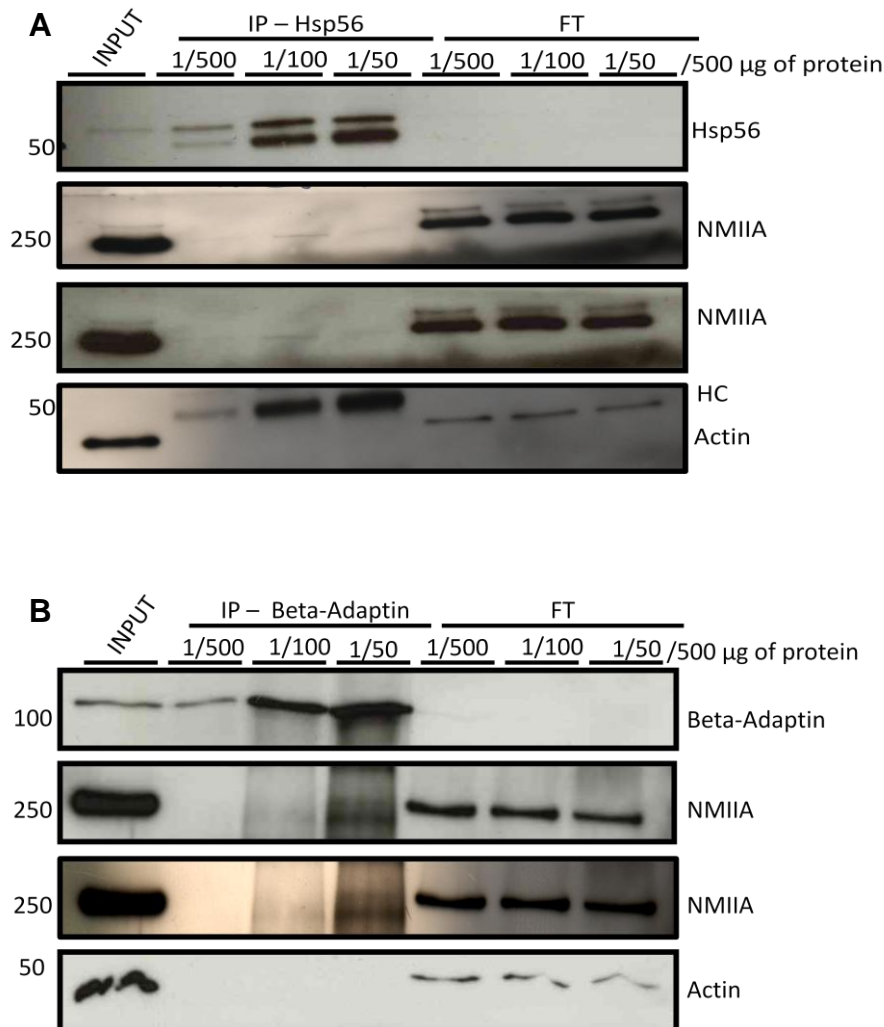 A
INPUT
IP – Hsp56
FT
1/500 1/100 1/50 1/500 1/100 1/50 /500 µg of protein
50
Hsp56
250
NMIIA
250
NMIIA
50
HC
Actin
B
INPUT
IP – Beta-Adaptin
FT
1/500 1/100 1/50 1/500 1/100 1/50 /500 µg of protein
100
Beta-Adaptin
250
NMIIA
250
NMIIA
50
Actin